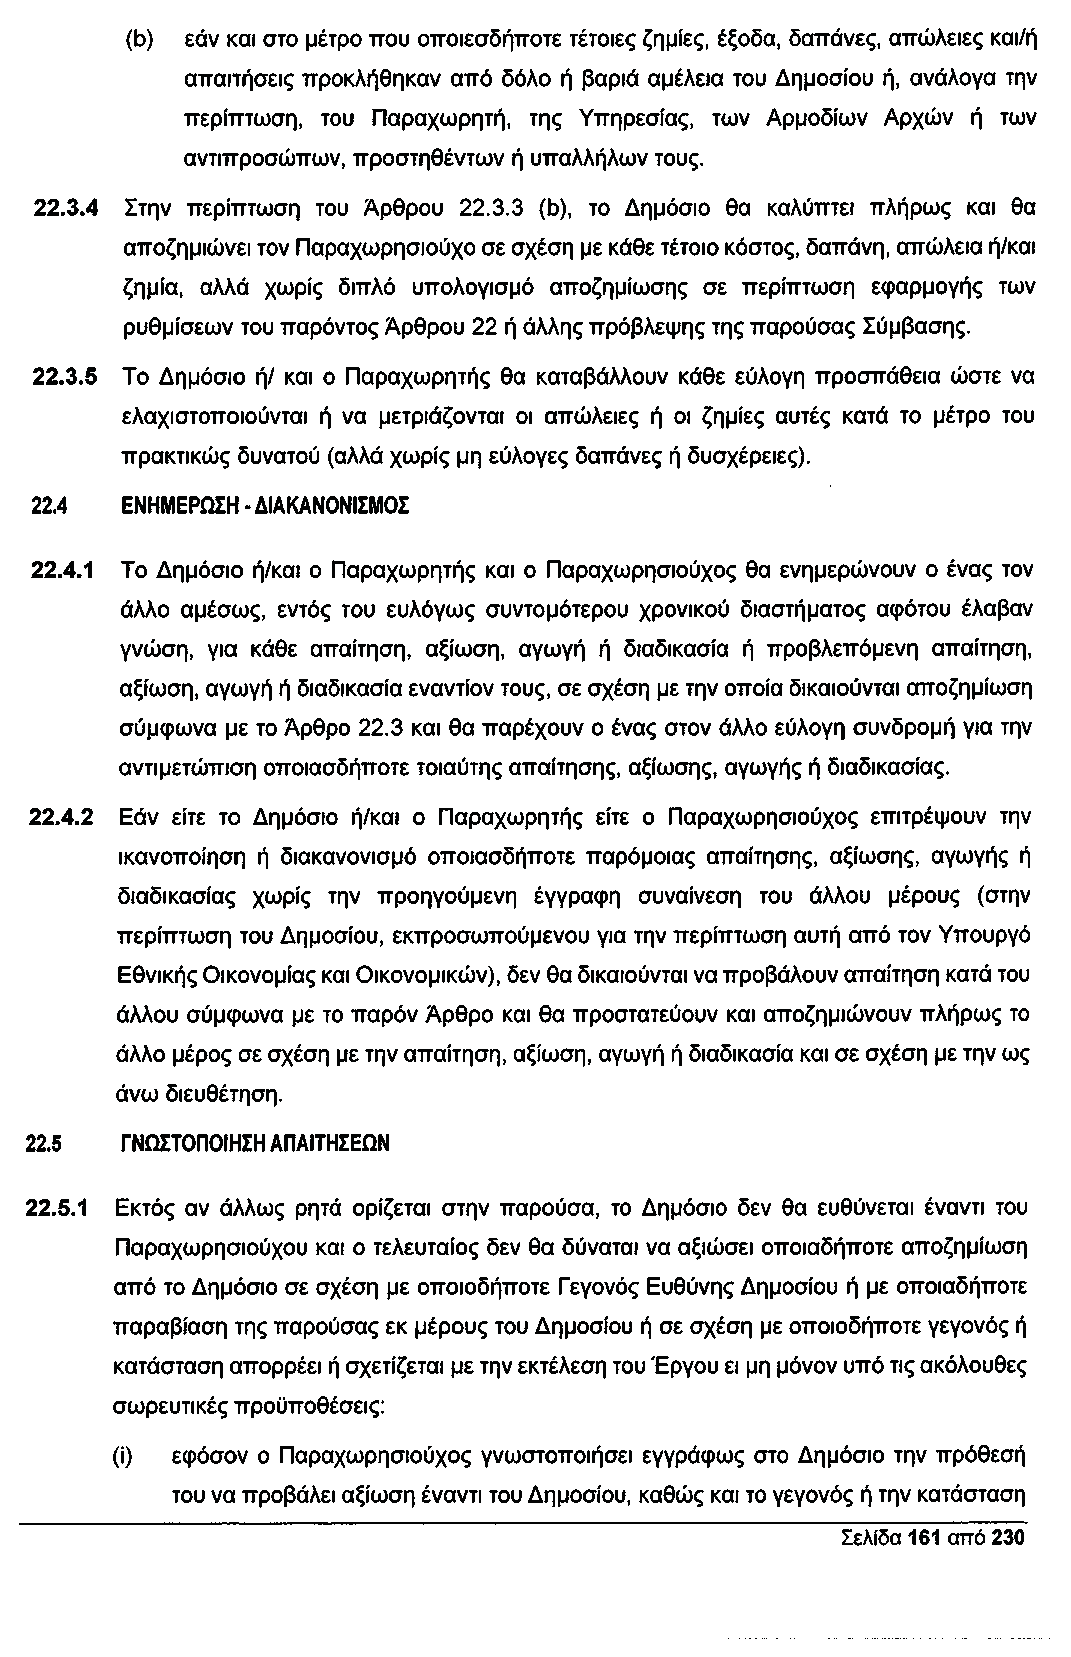 (b) εάν και στο μέτρο που οποιεσδήποτε τέτοιες ζημίες, έξοδα, δαπάνες, απώλειες και/ή
απαιτήσεις προκλήθηκαν από δόλο ή βαριά αμέλεια του Δημοσίου ή, ανάλογα την
περίπτωση, του Παραχωρητή, της Υπηρεσίας, των Αρμοδίων Αρχών ή των
αντιπροσώπων, προστηθέντων ή υπαλλήλων τους.
22.3.4 Στην περίπτωση του Άρθρου 22.3.3 (b), το Δημόσιο θα καλύπτει πλήρως και θα
αποζημιώνει τον Παραχωρησιούχο σε σχέση με κάθε τέτοιο κόστος, δαπάνη, απώλεια ή/και
ζημία, αλλά χωρίς διπλό υπολογισμό αποζημίωσης σε περίπτωση εφαρμογής των
ρυθμίσεων του παρόντος Άρθρου 22 ή άλλης πρόβλεψης της παρούσας Σύμβασης.
22.3.5 Το Δημόσιο ή/ και ο Παραχωρητής θα καταβάλλουν κάθε εύλογη προσπάθεια ώστε να
ελαχιστοποιούνται ή να μετριάζονται οι απώλειες ή οι ζημίες αυτές κατά το μέτρο του
πρακτικώς δυνατού (αλλά χωρίς μη εύλογες δαπάνες ή δυσχέρειες).
22.4 ΕΝΗΜΕΡΩΣΗ - ΔΙΑΚΑΝΟΝΙΣΜΟΣ
22.4.1 Το Δημόσιο ή/και ο Παραχωρητής και ο Παραχωρησιούχος θα ενημερώνουν ο ένας τον
άλλο αμέσως, εντός του ευλόγως συντομότερου χρονικού διαστήματος αφότου έλαβαν
γνώση, για κάθε απαίτηση, αξίωση, αγωγή ή διαδικασία ή προβλεπόμενη απαίτηση,
αξίωση, αγωγή ή διαδικασία εναντίον τους, σε σχέση με την οποία δικαιούνται αποζημίωση
σύμφωνα με το Άρθρο 22.3 και θα παρέχουν ο ένας στον άλλο εύλογη συνδρομή για την
αντιμετώπιση οποιασδήποτε τοιαύτης απαίτησης, αξίωσης, αγωγής ή διαδικασίας.
22.4.2 Εάν είτε το Δημόσιο ή/και ο Παραχωρητής είτε ο Παραχωρησιούχος επιτρέψουν την
ικανοποίηση ή διακανονισμό οποιασδήποτε παρόμοιας απαίτησης, αξίωσης, αγωγής ή
διαδικασίας χωρίς την προηγούμενη έγγραφη συναίνεση του άλλου μέρους (στην
περίπτωση του Δημοσίου, εκπροσωπούμενου για την περίπτωση αυτή από τον Υπουργό
Εθνικής Οικονομίας και Οικονομικών), δεν θα δικαιούνται να προβάλουν απαίτηση κατά του
άλλου σύμφωνα με το παρόν Άρθρο και θα προστατεύουν και αποζημιώνουν πλήρως το
άλλο μέρος σε σχέση με την απαίτηση, αξίωση, αγωγή ή διαδικασία και σε σχέση με την ως
άνω διευθέτηση.
22.5 ΓΝΩΣΤΟΠΟΙΗΣΗ ΑΠΑΙΤΗΣΕΩΝ
22.5.1 Εκτός αν άλλως ρητά ορίζεται στην παρούσα, το Δημόσιο δεν θα ευθύνεται έναντι του
Παραχωρησιούχου και ο τελευταίος δεν θα δύναται να αξιώσει οποιαδήποτε αποζημίωση
από το Δημόσιο σε σχέση με οποιοδήποτε Γεγονός Ευθύνης Δημοσίου ή με οποιαδήποτε
παραβίαση της παρούσας εκ μέρους του Δημοσίου ή σε σχέση με οποιοδήποτε γεγονός ή
κατάσταση απορρέει ή σχετίζεται με την εκτέλεση του Έργου ει μη μόνον υπό τις ακόλουθες
σωρευτικές προϋποθέσεις:
(i) εφόσον ο Παραχωρησιούχος γνωστοποιήσει εγγράφως στο Δημόσιο την πρόθεσή
του να προβάλει αξίωση έναντι του Δημοσίου, καθώς και το γεγονός ή την κατάσταση
Σελίδα 161 από 230